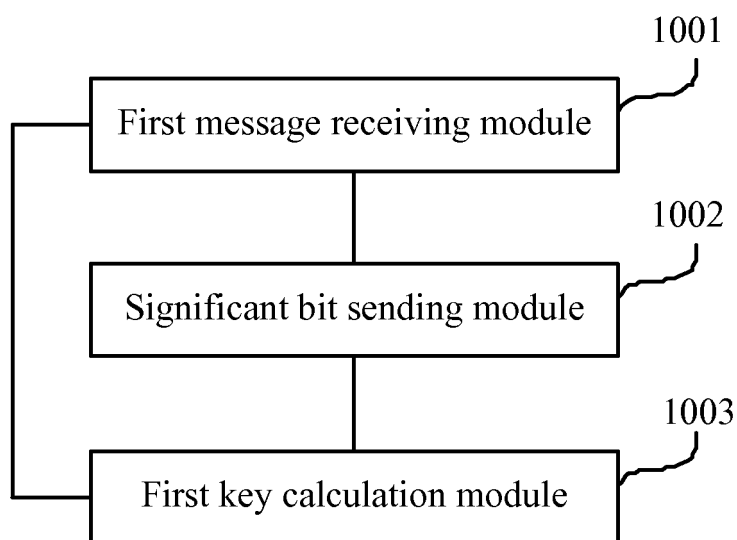 1001
First message receiving module
1002
Significant bit sending module
1003
First key calculation module